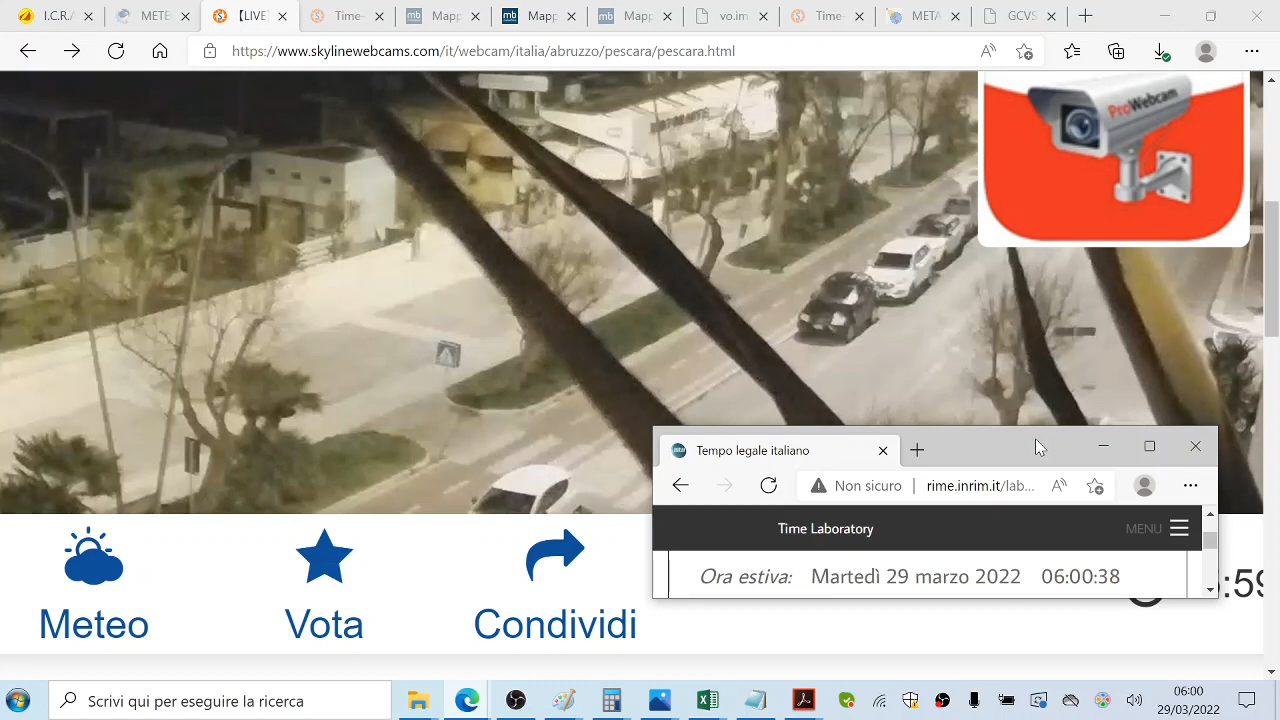 I.C.R.
METE
【LIVE】
Time-
Mapp
Mapp
Mapp
vo.im
Time-
META
GCVS
https://www.skylinewebcams.com/it/webcam/italia/abruzzo/pescara/pescara.html
ProWebcam
Tempo legale italiano
Non sicuro
rime.inrim.it/lab...
Time Laboratory
MENU
Ora estiva: Martedì 29 marzo 2022 06:00:38
:59
Meteo
Vota
Condividi
Scrivi qui per eseguire la ricerca
06:00
29/03/2022